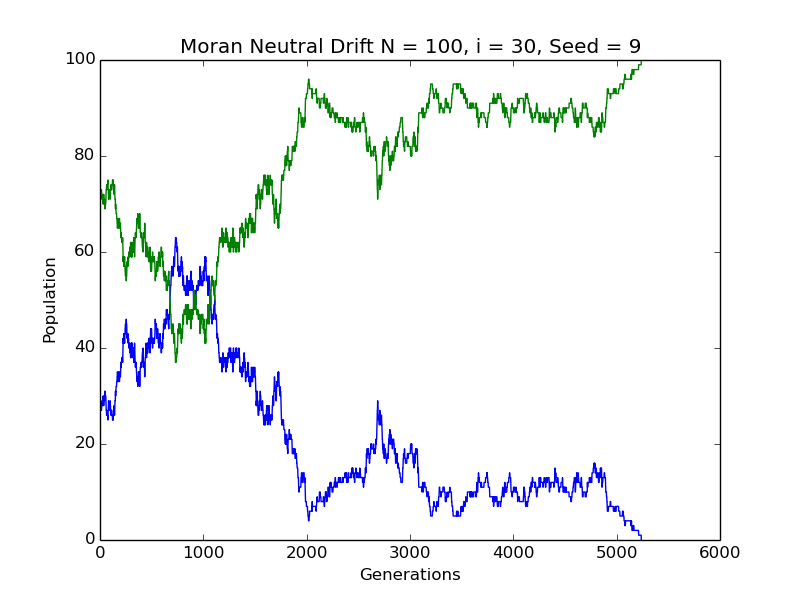 Moran Neutral Drift N = 100, i = 30, Seed = 9
100
80
60
40
20
0
Population
0 1000 2000 3000 4000 5000 6000
Generations